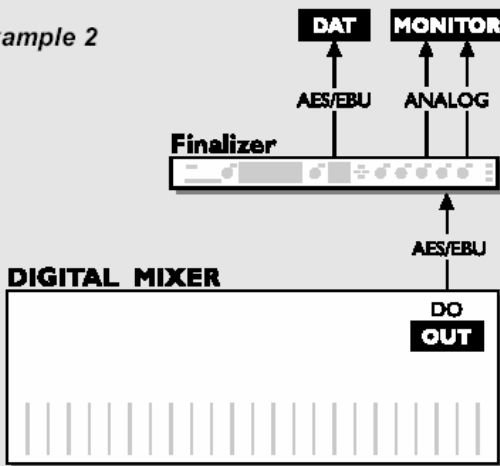 ample 2
DAT MONITOR
AES/EBU ANALOG
Finalizer
AES/EBU
DIGITAL MIXER
DO
OUT